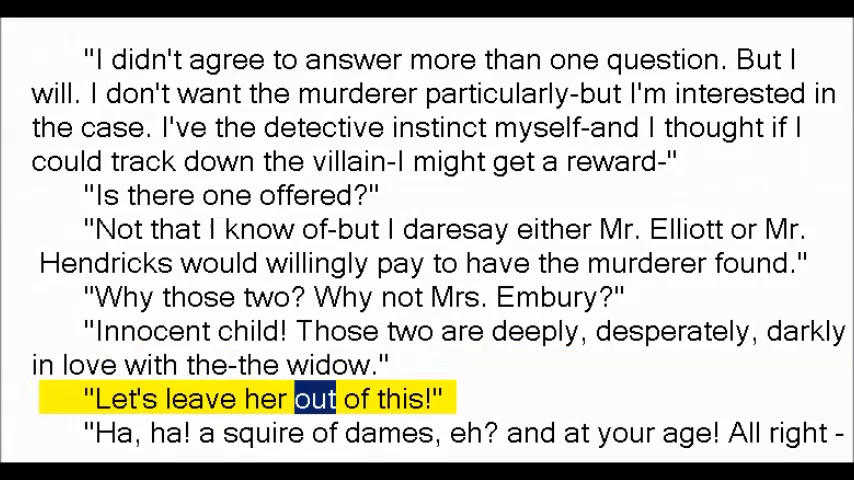 "I didn't agree to answer more than one question. But I
will. I don't want the murderer particularly-but I'm interested in
the case. I've the detective instinct myself-and I thought if I
could track down the villain-I might get a reward-"
"Is there one offered?"
"Not that I know of-but I daresay either Mr. Elliott or Mr.
Hendricks would willingly pay to have the murderer found."
"Why those two? Why not Mrs. Embury?"
"Innocent child! Those two are deeply, desperately, darkly
in love with the-the widow."
"Let's leave her out of this!"
"Ha, ha! a squire of dames, eh? and at your age! All right -